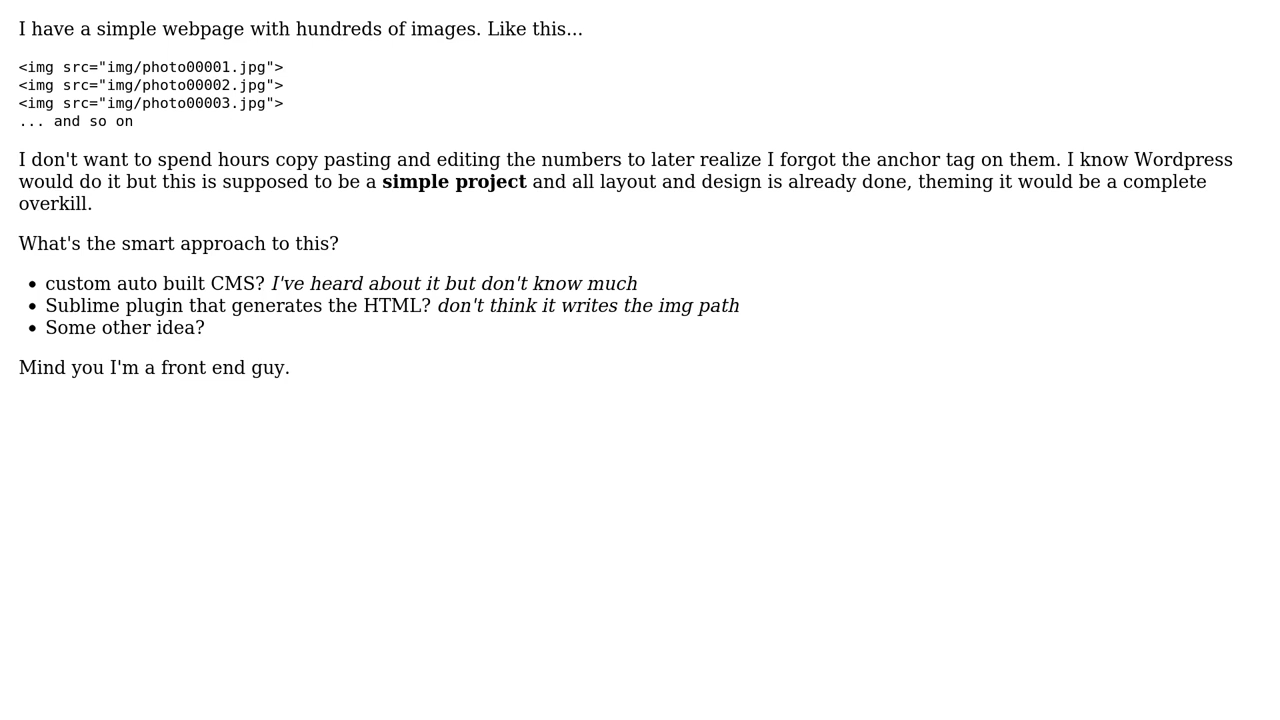 I have a simple webpage with hundreds of images. Like this...
<img src="img/photo00001.jpg">
<img src="img/photo00002.jpg">
<img src="img/photo00003.jpg">
... and so on
I don't want to spend hours copy pasting and editing the numbers to later realize I forgot the anchor tag on them. I know Wordpress
would do it but this is supposed to be a simple project and all layout and design is already done, theming it would be a complete
overkill.
What's the smart approach to this?
• custom auto built CMS? I've heard about it but don't know much
• Sublime plugin that generates the HTML? don't think it writes the img path
• Some other idea?
Mind you I'm a front end guy.